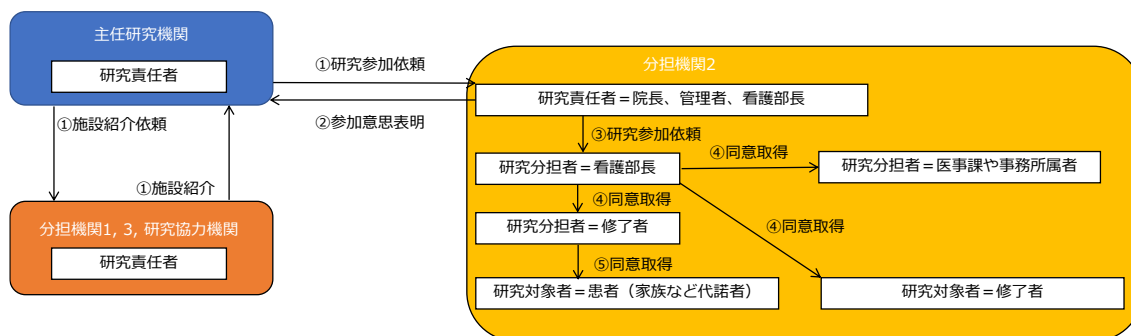 主任研究機関
研究責任者
①研究参加依頼
②参加意思表明
①施設紹介依頼
①施設紹介
分担機関1, 3, 研究協力機関
研究責任者
分担機関2
研究責任者＝院長、管理者、看護部長
③研究参加依頼
研究分担者＝看護部長
④同意取得
研究分担者＝医事課や事務所属者
④同意取得
研究分担者＝修了者
④同意取得
⑤同意取得
研究対象者＝患者（家族など代諾者）
研究対象者＝修了者